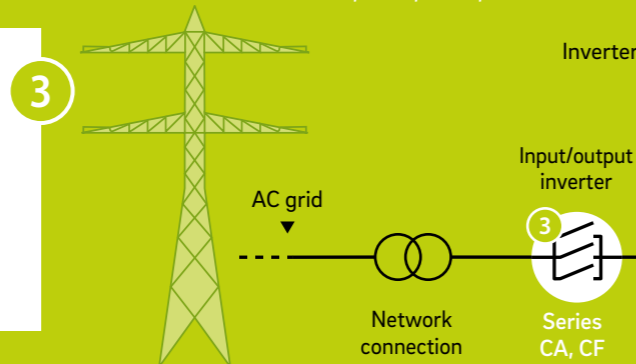 3
Inverter
Input/output
inverter
AC grid
3
Network
connection
Series
CA, CF